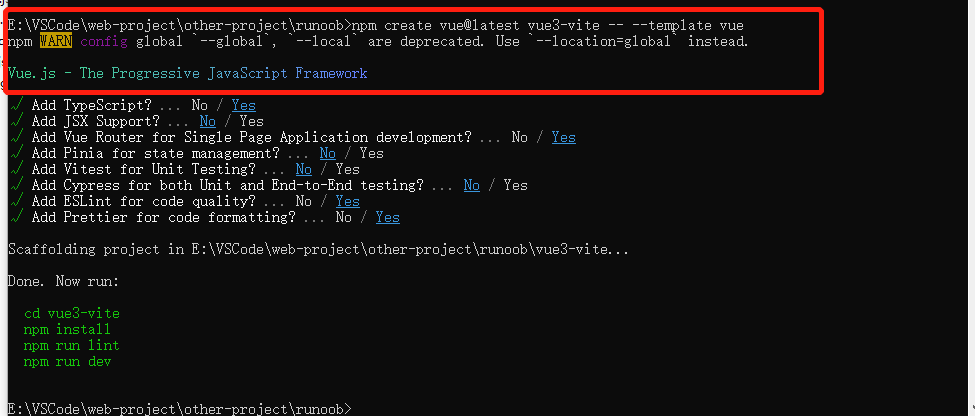 E:\VSCode\web-project\other-project\runoob>npm create vue@latest vue3-vite -- --template vue
npm WARN config global `--global`, `--local` are deprecated. Use `--location=global` instead.
Vue.js - The Progressive JavaScript Framework
√ Add TypeScript? ... No / Yes
√ Add JSX Support? ... No / Yes
√ Add Vue Router for Single Page Application development? ... No / Yes
√ Add Pinia for state management? ... No / Yes
√ Add Vitest for Unit Testing? ... No / Yes
√ Add Cypress for both Unit and End-to-End testing? ... No / Yes
√ Add ESLint for code quality? ... No / Yes
√ Add Prettier for code formatting? ... No / Yes
Scaffolding project in E:\VSCode\web-project\other-project\runoob\vue3-vite...
Done. Now run:
cd vue3-vite
npm install
npm run lint
npm run dev
E:\VSCode\web-project\other-project\runoob>